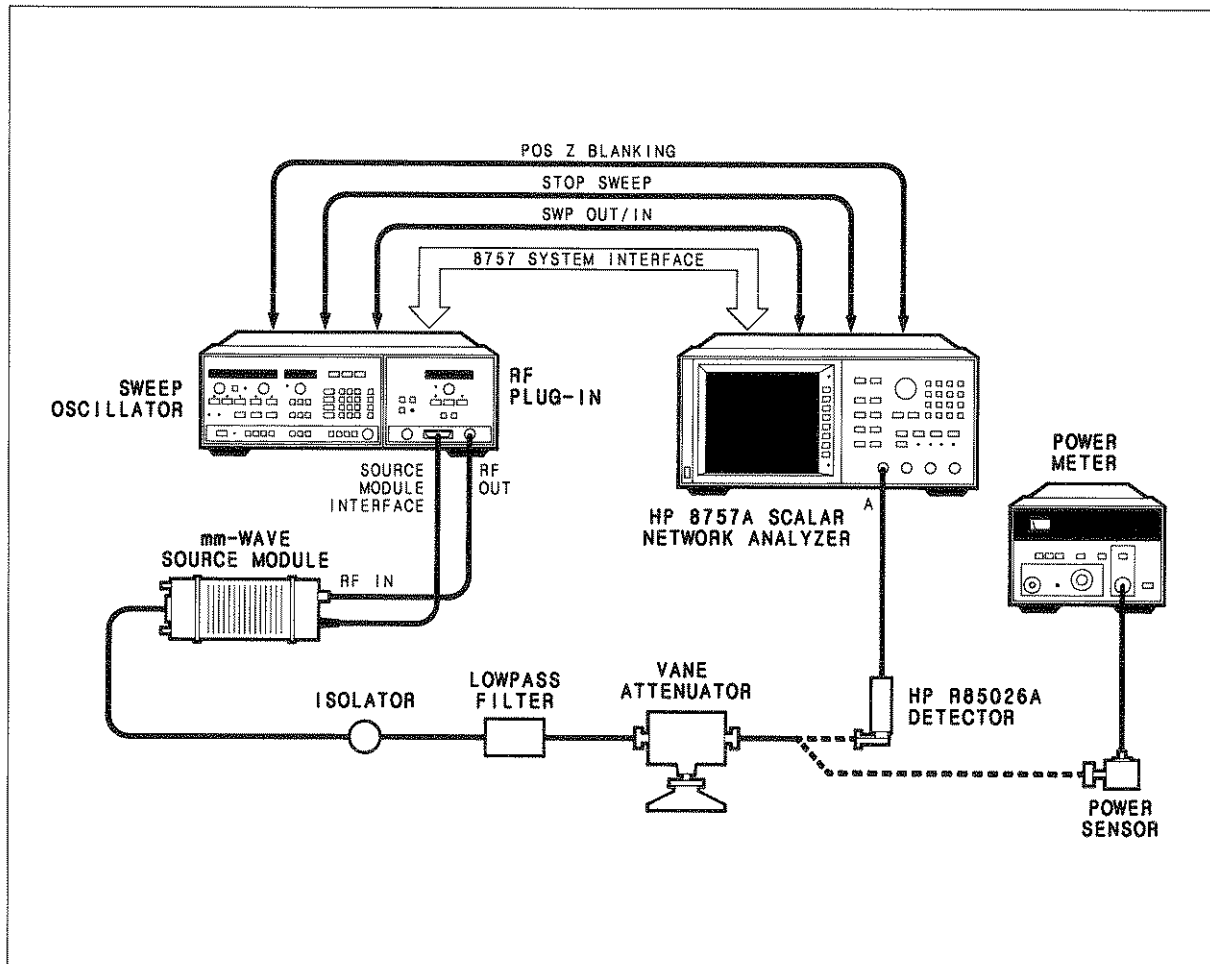 POS Z BLANKING
STOP SWEEP
SWP OUT/IN
8757 SYSTEM INTERFACE
SWEEP
OSCILLATOR
RF
PLUG-IN
SOURCE
MODULE
INTERFACE
RF
OUT
A
HP 8757A SCALAR
NETWORK ANALYZER
POWER
METER
mm-WAVE
SOURCE MODULE
RF IN
ISOLATOR
LOWPASS
FILTER
VANE
ATTENUATOR
HP R85026A
DETECTOR
POWER
SENSOR